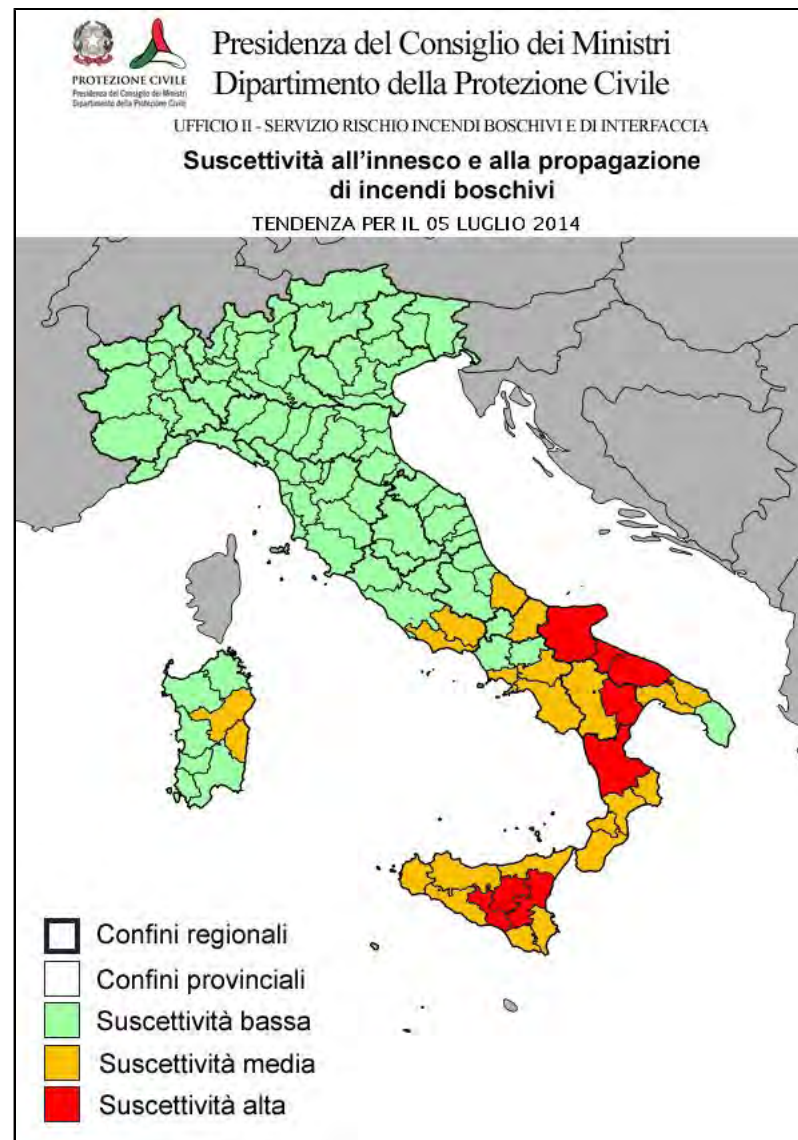 Presidenza del Consiglio dei Ministri
Dipartimento della Protezione Civile
PROTEZIONE CIVILE
Presidenza del Consiglio dei Ministri
Dipartimento della Protezione Civile
UFFICIO II - SERVIZIO RISCHIO INCENDI BOSCHIVI E DI INTERFACCIA
Suscettività all'innesco e alla propagazione
di incendi boschivi
TENDENZA PER IL 05 LUGLIO 2014
Confini regionali
Confini provinciali
Suscettività bassa
Suscettività media
Suscettività alta